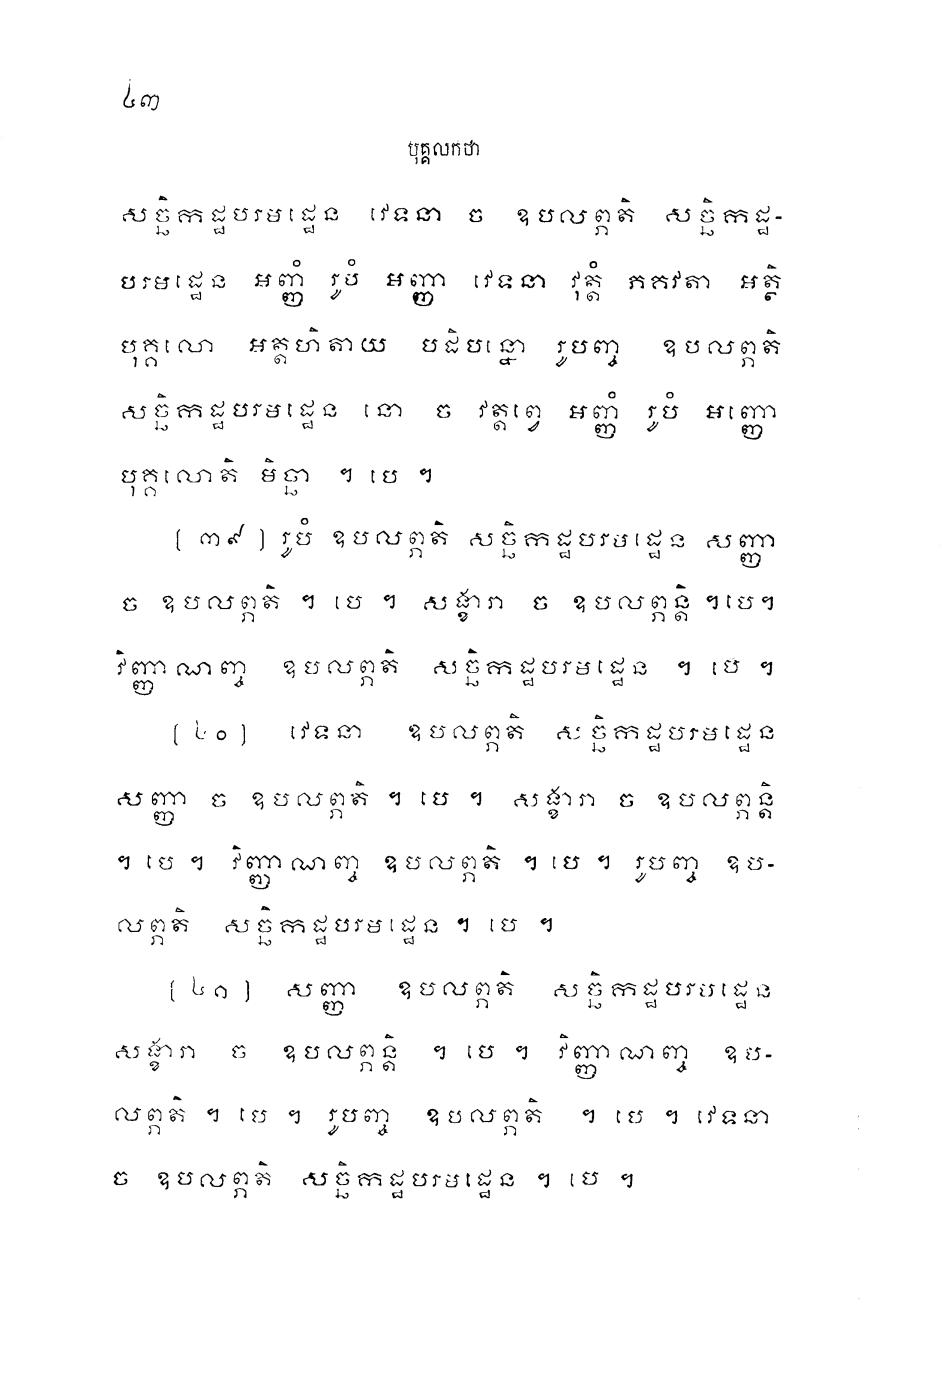 ៤៣
បុគ្គលកថា
សច្ឆិកដ្ឋបរមដ្ឋេន វេទនា ច ឧបលព្ភតិ សច្ឆិកដ្ឋ-
បរមដ្ឋេន អញ្ញំ រូបំ អញ្ញា វេទនា វុត្តំ ភគវតា អត្ថិ
បុគ្គលោ អត្តហិតាយ បដិបន្នោ រូបញ្ច ឧបលព្ភតិ
សច្ឆិកដ្ឋបរមដ្ឋេន នោ ច វត្តព្វេ អញ្ញំ រូបំ អញ្ញោ
បុគ្គលោតិ មិច្ឆា ។ បេ ។
[ ៣៩ ] រូបំ ឧបលព្ភតិ សច្ឆិកដ្ឋបរមដ្ឋេន សញ្ញា
ច ឧបលព្ភតិ ។ បេ ។ សង្ខារា ច ឧបលព្ភន្តិ ។បេ។
វិញ្ញាណញ្ច ឧបលព្ភតិ សច្ឆិកដ្ឋបរមដ្ឋេន ។ បេ ។
[ ៤០ ] វេទនា ឧបលព្ភតិ សច្ឆិកដ្ឋបរមដ្ឋេន
សញ្ញា ច ឧបលព្ភតិ ។ បេ ។ សង្ខារា ច ឧបលព្ភន្តិ
។ បេ ។ វិញ្ញាណញ្ច ឧបលព្ភតិ ។ បេ ។ រូបញ្ច ឧប-
លព្ភតិ សច្ឆិកដ្ឋបរមដ្ឋេន ។ បេ ។
[ ៤១ ] សញ្ញា ឧបលព្ភតិ សច្ឆិកដ្ឋបរមដ្ឋេន
សង្ខារា ច ឧបលព្ភន្តិ ។ បេ ។ វិញ្ញាណញ្ច ឧប-
លព្ភតិ ។ បេ ។ រូបញ្ច ឧបលព្ភតិ ។ បេ ។ វេទនា
ច ឧបលព្ភតិ សច្ឆិកដ្ឋបរមដ្ឋេន ។ បេ ។